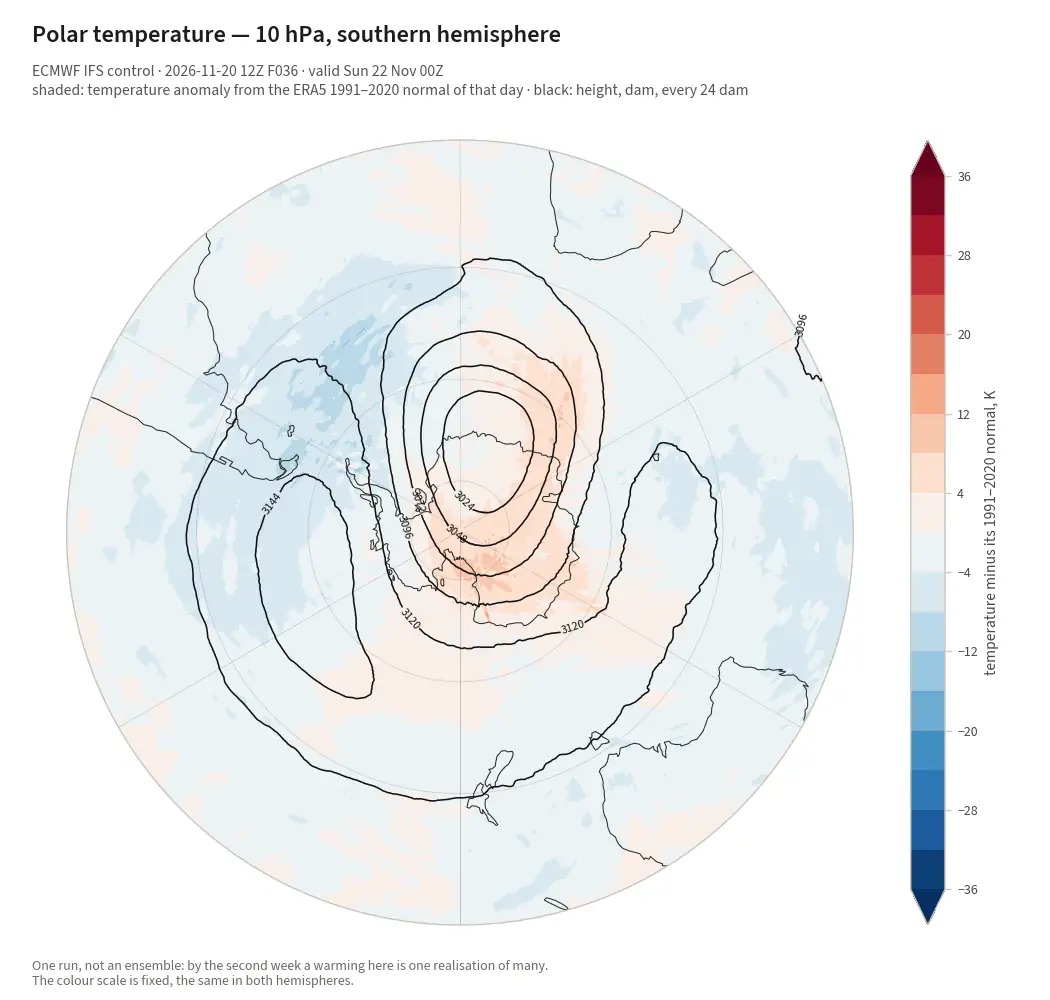 Polar temperature — 10 hPa, southern hemisphere
ECMWF IFS control · 2026-11-20 12Z F036 · valid Sun 22 Nov 00Z
shaded: temperature anomaly from the ERA5 1991–2020 normal of that day · black: height, dam, every 24 dam
36
28
20
12
4
−4
−12
−20
−28
−36
temperature minus its 1991–2020 normal, K
3096
3144
3024
3096
3048
3120
3120
One run, not an ensemble: by the second week a warming here is one realisation of many.
The colour scale is fixed, the same in both hemispheres.